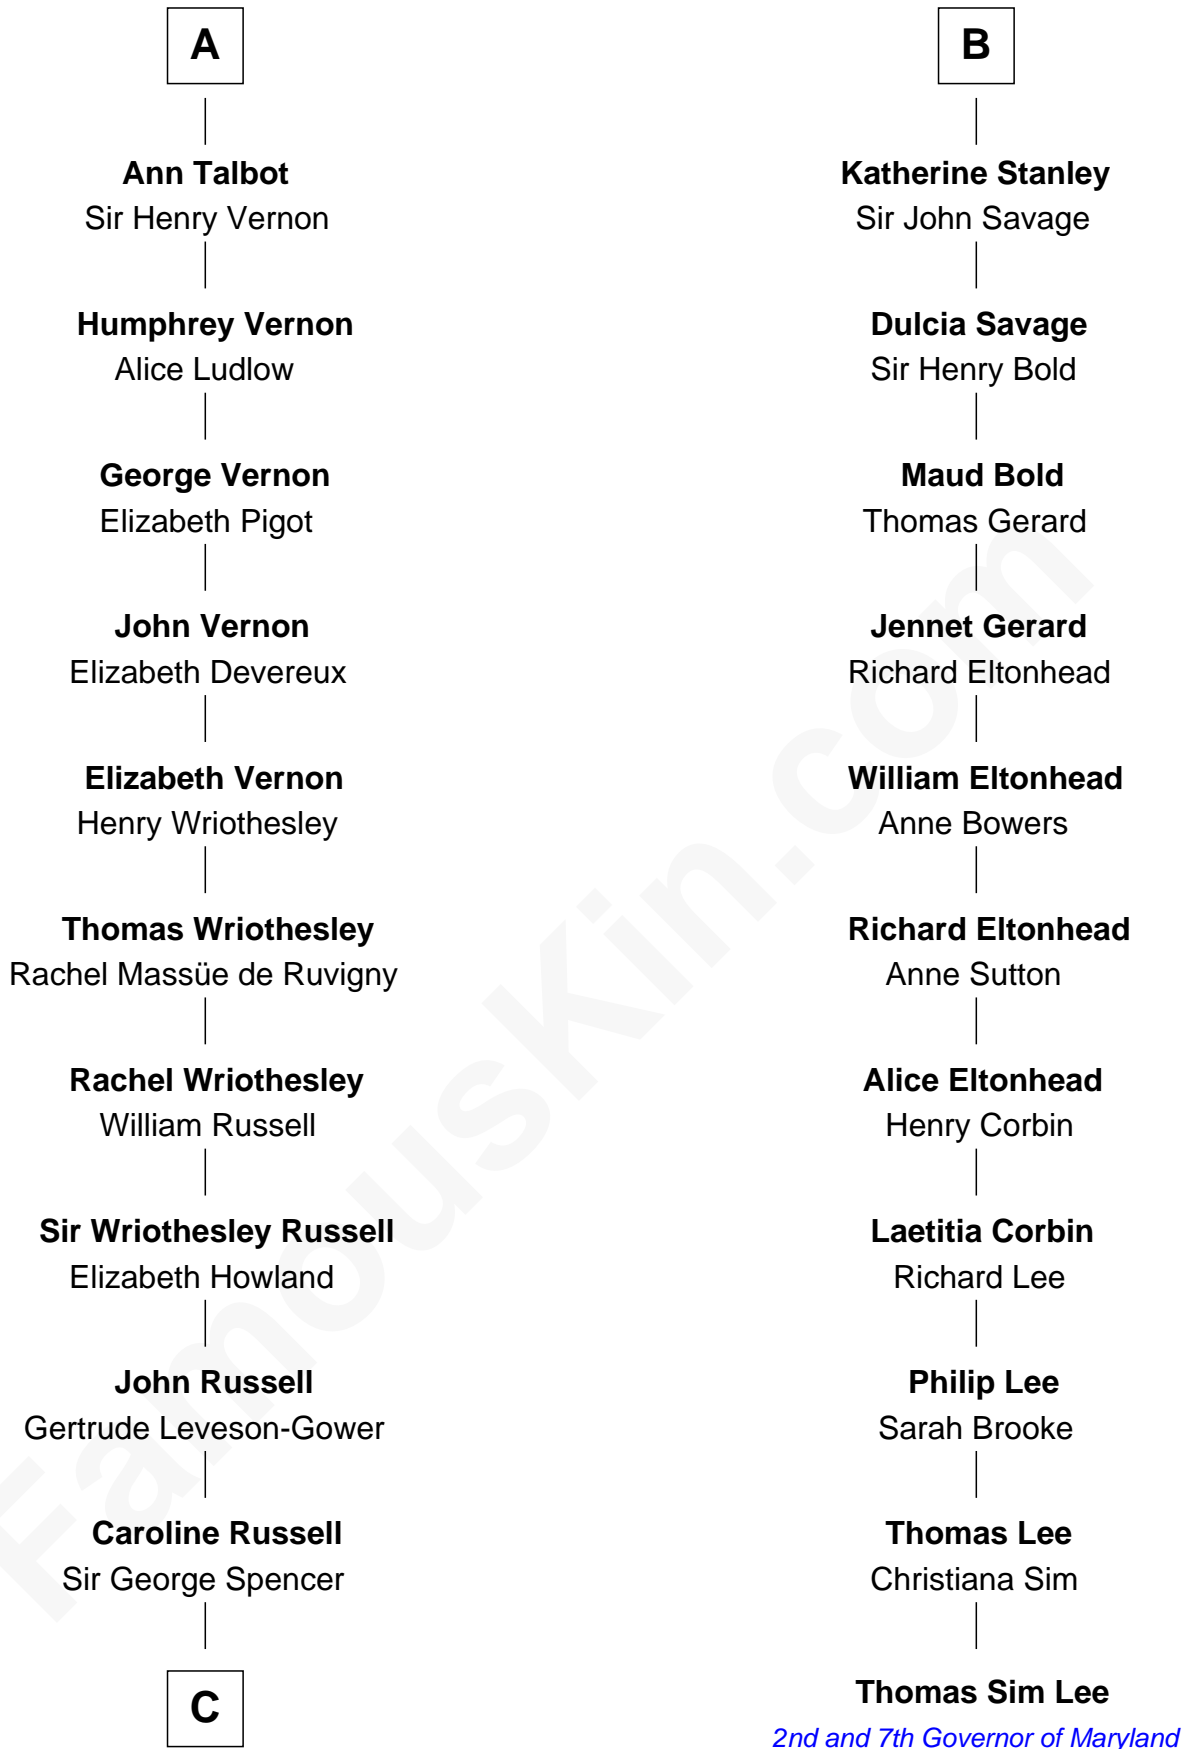 A
Ann Talbot
Sir Henry Vernon
Humphrey Vernon
Alice Ludlow
George Vernon
Elizabeth Pigot
John Vernon
Elizabeth Devereux
Elizabeth Vernon
Henry Wriothesley
Thomas Wriothesley
Rachel Massüe de Ruvigny
Rachel Wriothesley
William Russell
Sir Wriothesley Russell
Elizabeth Howland
John Russell
Gertrude Leveson-Gower
Caroline Russell
Sir George Spencer
C
B
Katherine Stanley
Sir John Savage
Dulcia Savage
Sir Henry Bold
Maud Bold
Thomas Gerard
Jennet Gerard
Richard Eltonhead
William Eltonhead
Anne Bowers
Richard Eltonhead
Anne Sutton
Alice Eltonhead
Henry Corbin
Laetitia Corbin
Richard Lee
Philip Lee
Sarah Brooke
Thomas Lee
Christiana Sim
Thomas Sim Lee
2nd and 7th Governor of Maryland
FamousKin.com